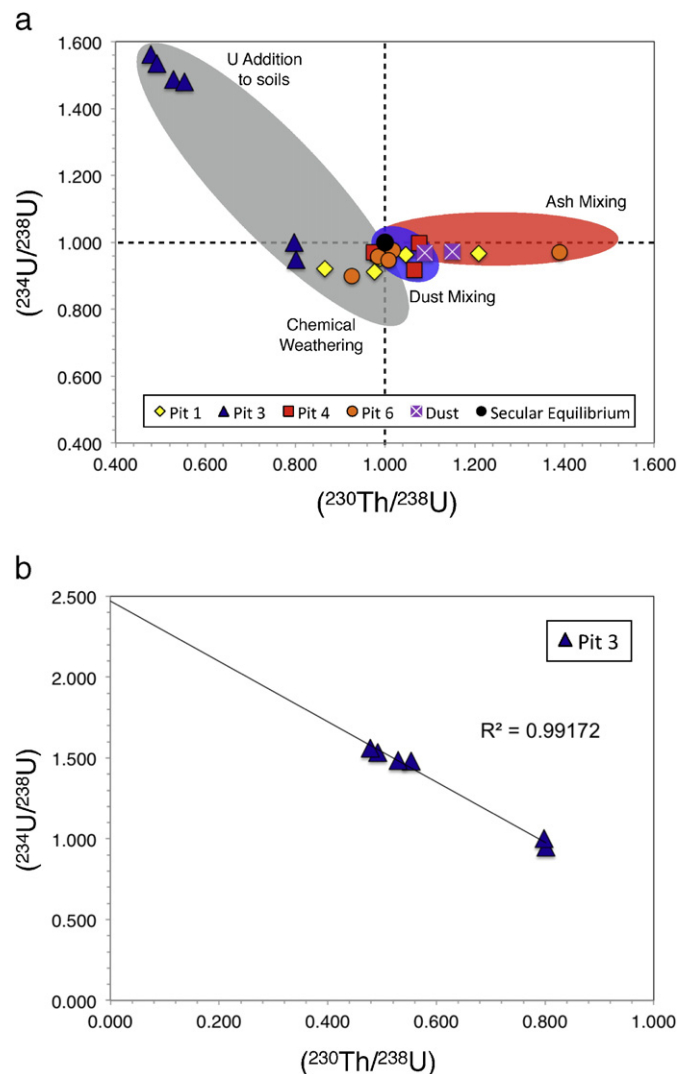 a
1.600
1.400
1.200
1.000
0.800
0.600
0.400
(²³⁴U/²³⁸U)
U Addition
to soils
Ash Mixing
Dust Mixing
Chemical
Weathering
Pit 1 Pit 3 Pit 4 Pit 6 Dust Secular Equilibrium
0.400 0.600 0.800 1.000 1.200 1.400 1.600
(²³⁰Th/²³⁸U)
b
2.500
2.000
1.500
1.000
0.500
0.000
(²³⁴U/²³⁸U)
Pit 3
R² = 0.99172
0.000 0.200 0.400 0.600 0.800 1.000
(²³⁰Th/²³⁸U)